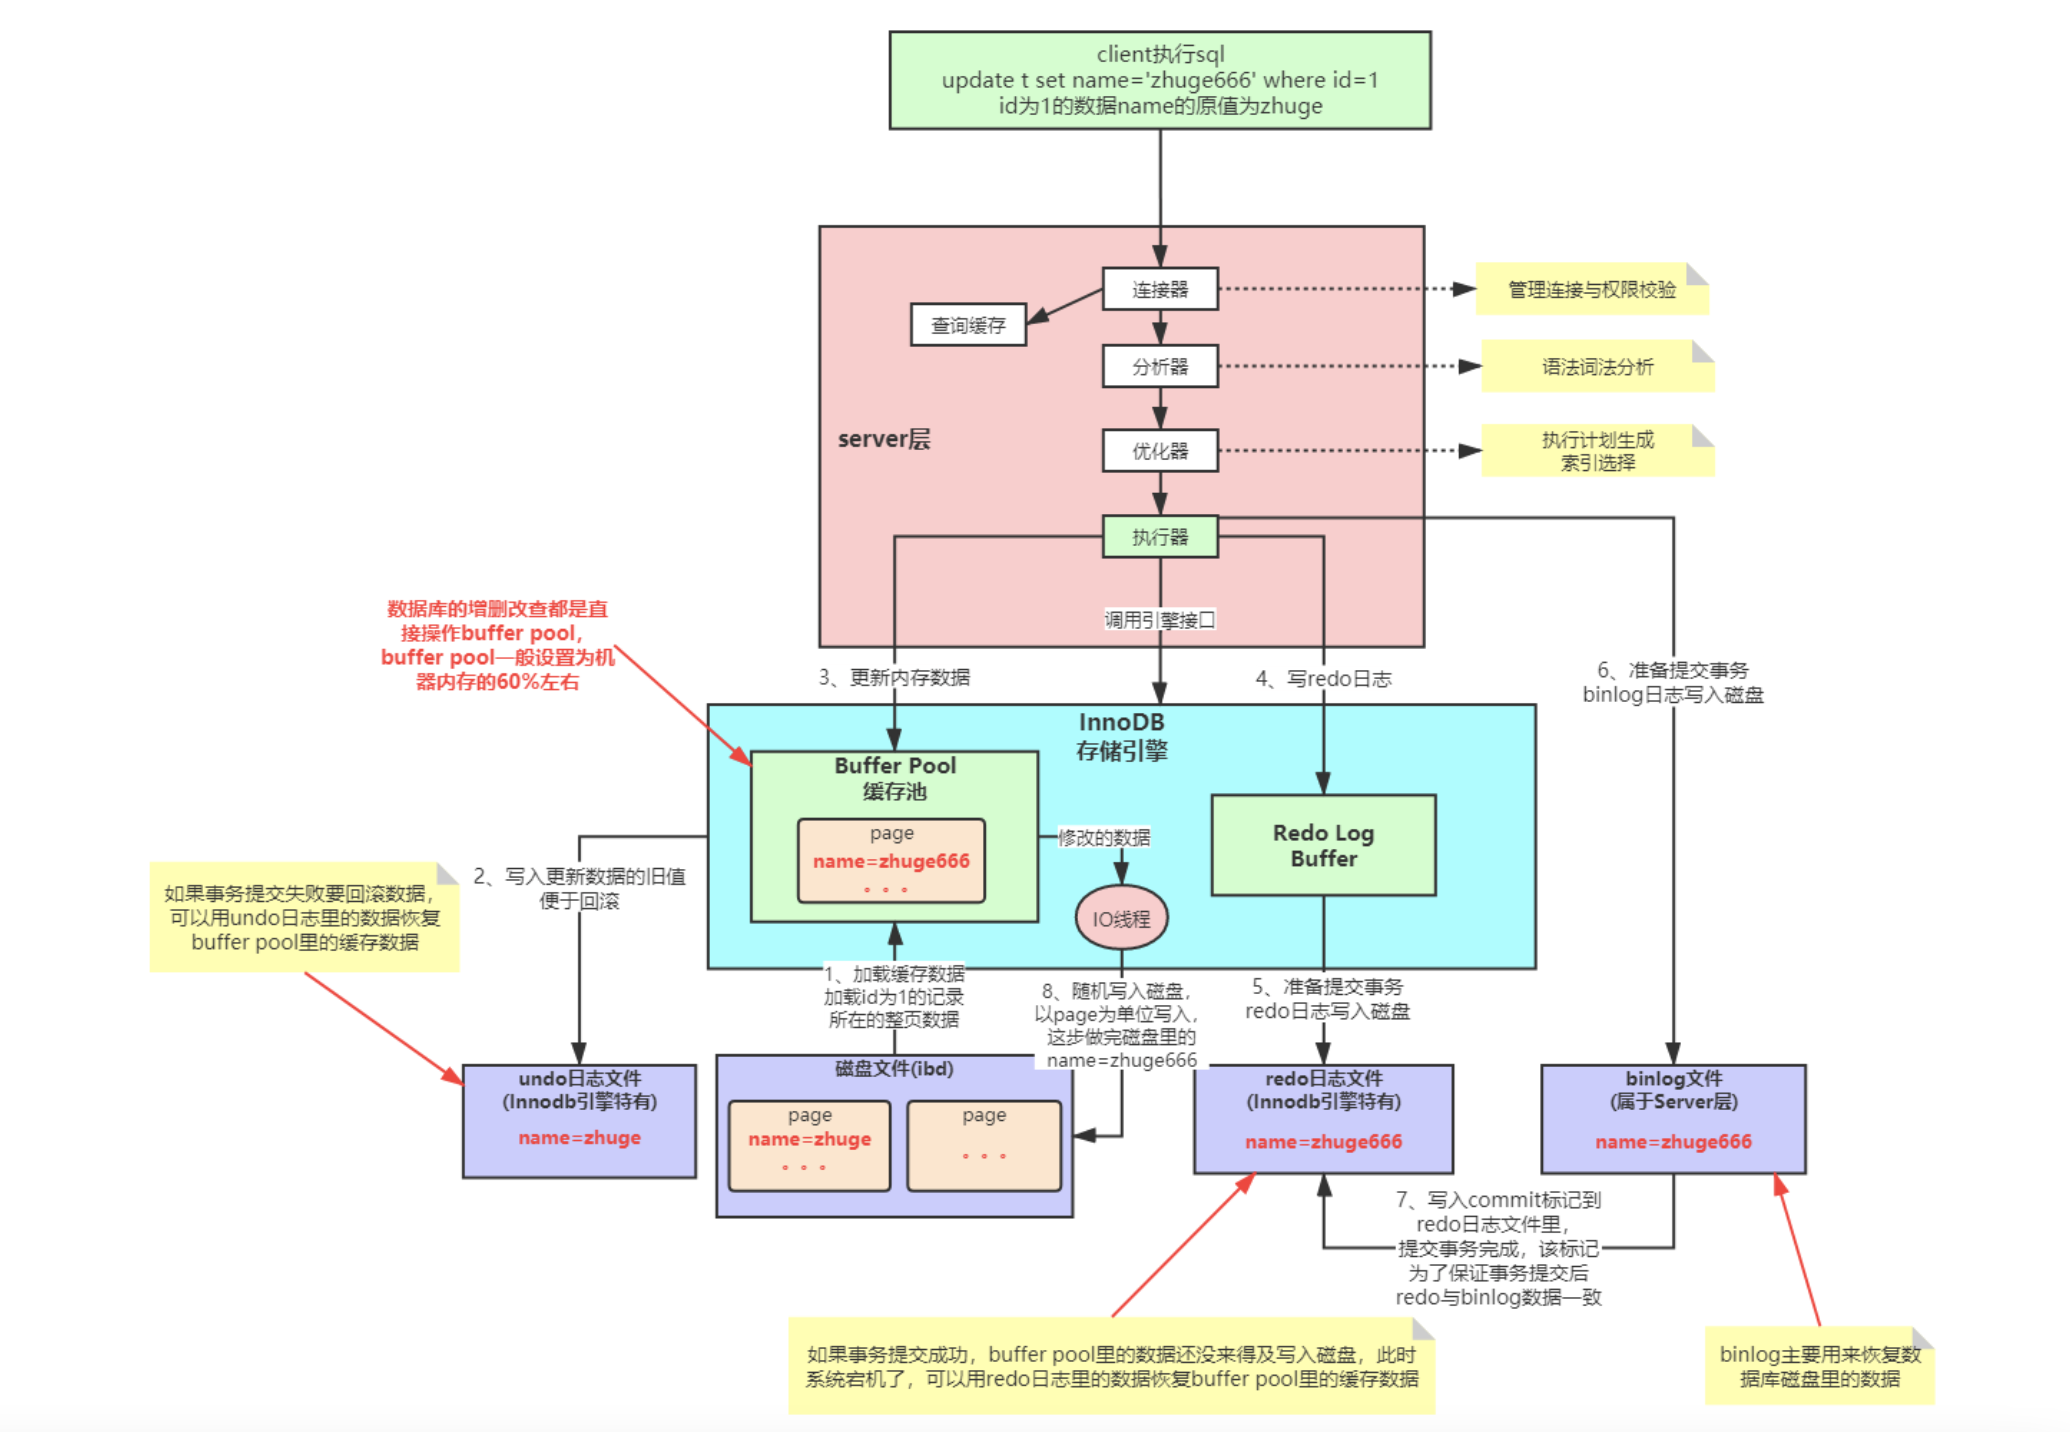 client执行sql
update t set name='zhuge666' where id=1
id为1的数据name的原值为zhuge
连接器
管理连接与权限校验
查询缓存
分析器
语法词法分析
server层
优化器
执行计划生成
索引选择
执行器
数据库的增删改查都是直
接操作buffer pool，
buffer pool一般设置为机
器内存的60%左右
调用引擎接口
3、更新内存数据
4、写redo日志
6、准备提交事务
binlog日志写入磁盘
InnoDB
存储引擎
Buffer Pool
缓存池
page
name=zhuge666
。。。
修改的数据
IO线程
Redo Log
Buffer
2、写入更新数据的旧值
便于回滚
如果事务提交失败要回滚数据，
可以用undo日志里的数据恢复
buffer pool里的缓存数据
1、加载缓存数据
加载id为1的记录
所在的整页数据
8、随机写入磁盘，
以page为单位写入，
这步做完磁盘里的
name=zhuge666
5、准备提交事务
redo日志写入磁盘
undo日志文件
(Innodb引擎特有)
name=zhuge
磁盘文件(ibd)
page
name=zhuge
。。。
page
。。。
redo日志文件
(Innodb引擎特有)
name=zhuge666
binlog文件
(属于Server层)
name=zhuge666
7、写入commit标记到
redo日志文件里，
提交事务完成，该标记
为了保证事务提交后
redo与binlog数据一致
如果事务提交成功，buffer pool里的数据还没来得及写入磁盘，此时
系统宕机了，可以用redo日志里的数据恢复buffer pool里的缓存数据
binlog主要用来恢复数
据库磁盘里的数据